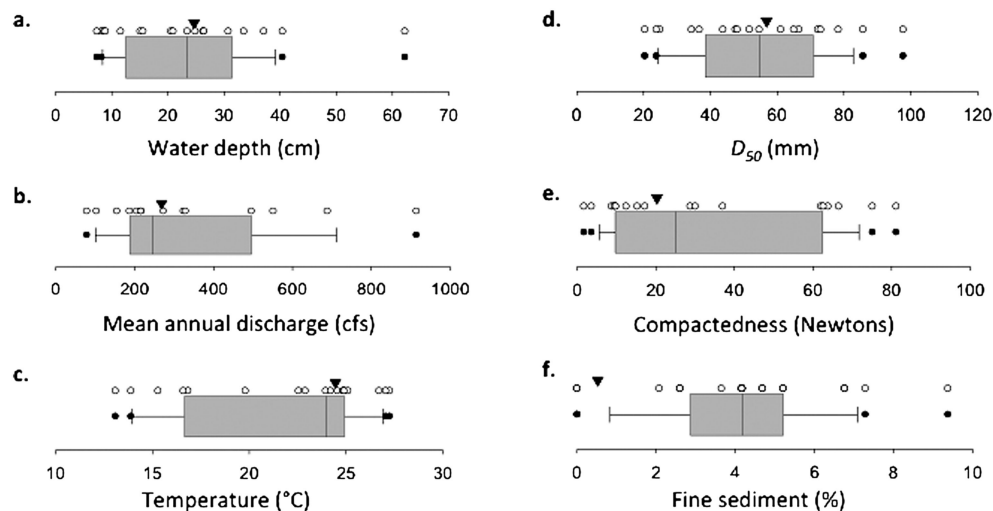 a.
0 10 20 30 40 50 60 70
Water depth (cm)
b.
0 200 400 600 800 1000
Mean annual discharge (cfs)
c.
10 15 20 25 30
Temperature (°C)
d.
0 20 40 60 80 100 120
D50 (mm)
e.
0 20 40 60 80 100
Compactedness (Newtons)
f.
0 2 4 6 8 10
Fine sediment (%)